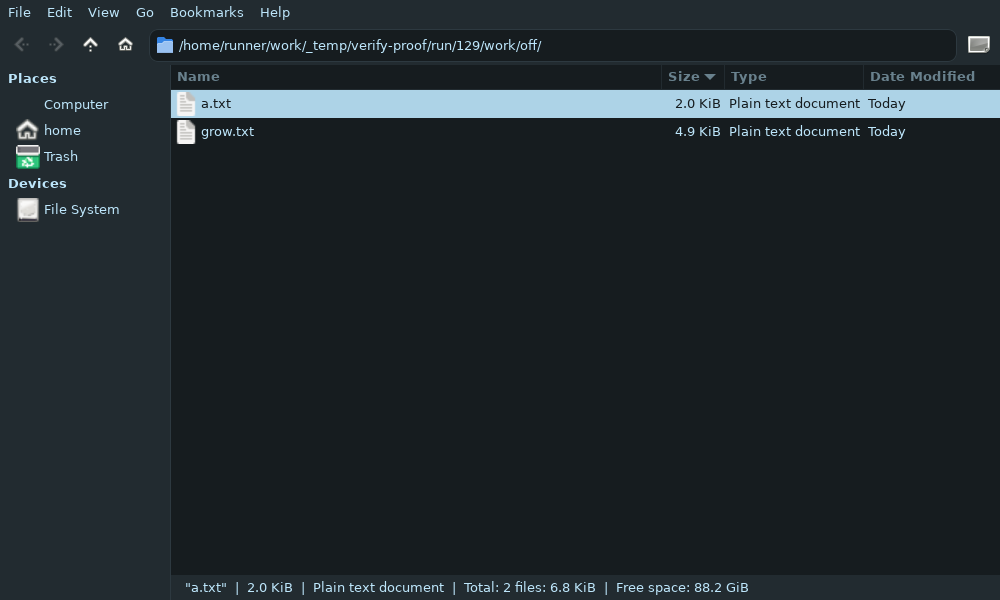 File Edit View Go Bookmarks Help
/home/runner/work/_temp/verify-proof/run/129/work/off/
Places
Computer
home
Trash
Devices
File System
Name Size Type Date Modified
a.txt 2.0 KiB Plain text document Today
grow.txt 4.9 KiB Plain text document Today
"a.txt" | 2.0 KiB | Plain text document | Total: 2 files: 6.8 KiB | Free space: 88.2 GiB